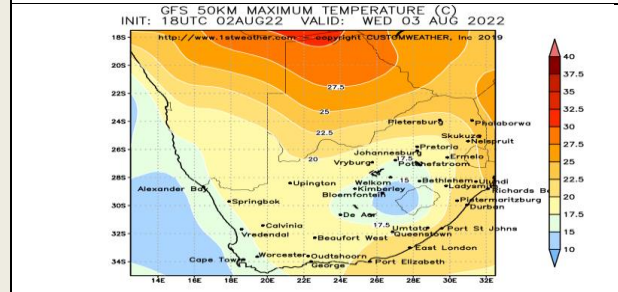 GFS 50KM MAXIMUM TEMPERATURE (C)
INIT: 18UTC 02AUG22 VALID: WED 03 AUG 2022
http://www.1stweather.com - copyright CUSTOMWEATHER, Inc 2019
18S
20S
22S
24S
26S
28S
30S
32S
34S
27.5
25
22.5
20
17.5
15
17.5
Pietersburg
Phalaborwa
Skukuza
Nelspruit
Pretoria
Johannesburg
Ermelo
Vryburg
Potchefstroom
Alexander Bay
Upington
Welkom
Bethlehem
Ulundi
Kimberley
Ladysmith
Bloemfontein
Richards B
Springbok
Pietermaritzburg
Durban
De Aar
Calvinia
Umtata
Port St Johns
Vredendal
Beaufort West
Queenstown
East London
Cape Town
Worcester
Oudtshoorn
George
Port Elizabeth
14E 16E 18E 20E 22E 24E 26E 28E 30E 32E
40
37.5
35
32.5
30
27.5
25
22.5
20
17.5
15
10